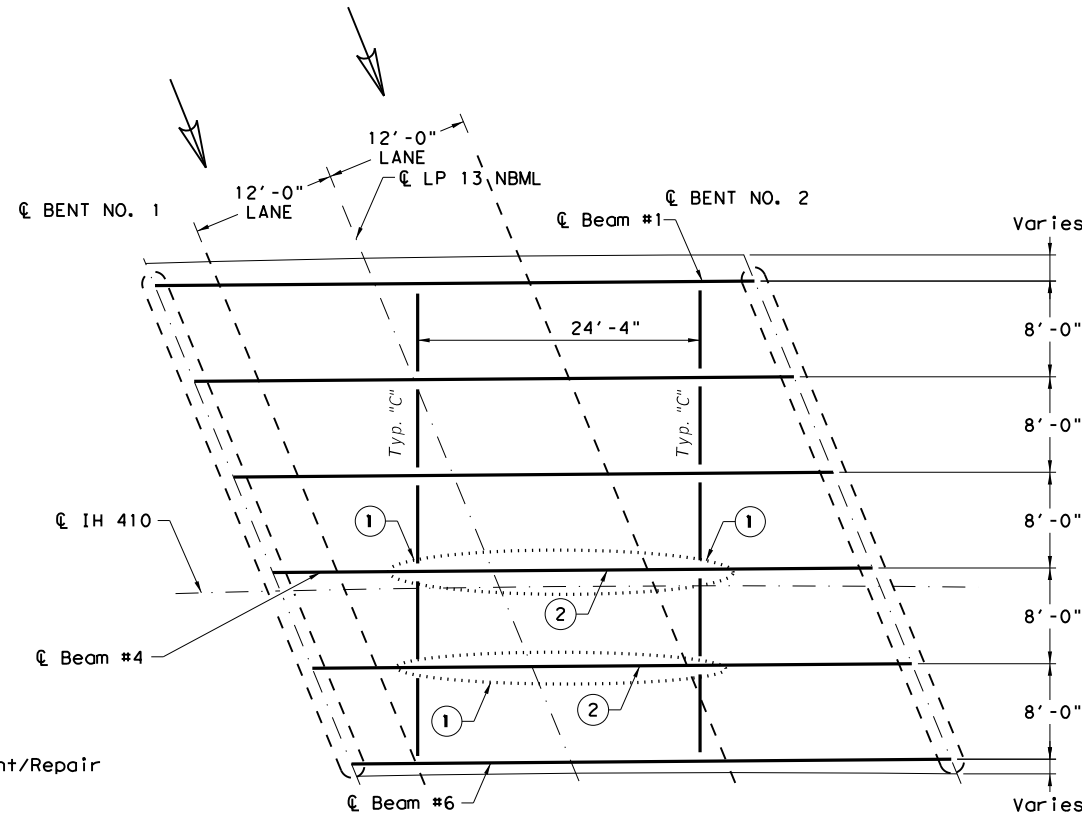 12'-0"
LANE
℄ LP 13 NBML
12'-0"
LANE
℄ BENT NO. 1
℄ BENT NO. 2
℄ Beam #1
Varies
8'-0"
24'-4"
Typ. "C"
Typ. "C"
8'-0"
8'-0"
1
1
℄ IH 410
2
8'-0"
℄ Beam #4
1
2
8'-0"
nt/Repair
℄ Beam #6
Varies